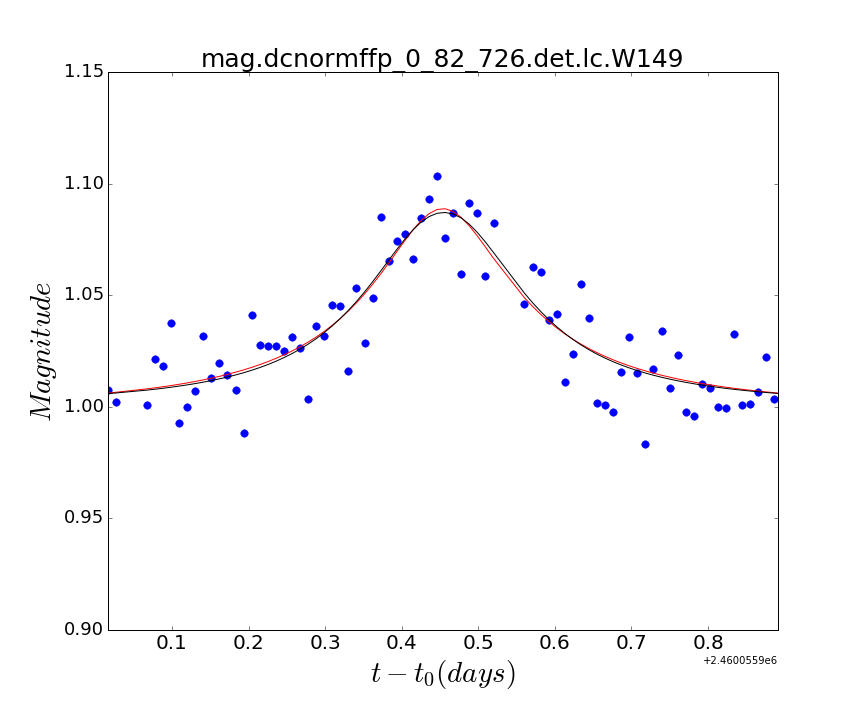 mag.dcnormffp_0_82_726.det.lc.W149
1.15
1.10
1.05
1.00
0.95
0.90
Magnitude
0.1 0.2 0.3 0.4 0.5 0.6 0.7 0.8
+2.4600559e6
t − t₀(days)